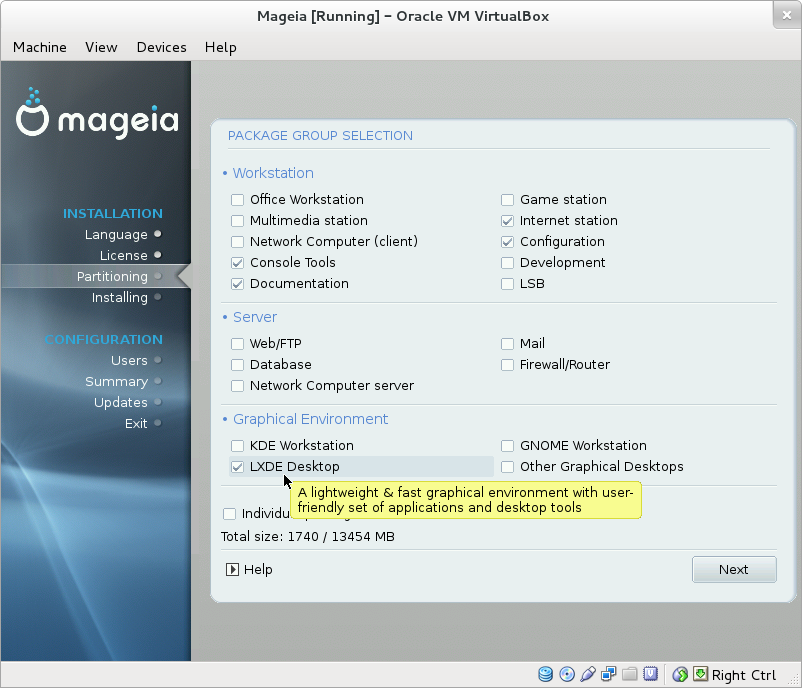 Mageia [Running] – Oracle VM VirtualBox
Machine View Devices Help
mageia
INSTALLATION
Language
License
Partitioning
Installing
CONFIGURATION
Users
Summary
Updates
Exit
PACKAGE GROUP SELECTION
• Workstation
Office Workstation
Game station
Multimedia station
Internet station
Network Computer (client)
Configuration
Console Tools
Development
Documentation
LSB
• Server
Web/FTP
Mail
Database
Firewall/Router
Network Computer server
• Graphical Environment
KDE Workstation
GNOME Workstation
LXDE Desktop
Other Graphical Desktops
A lightweight & fast graphical environment with user-
friendly set of applications and desktop tools
Total size: 1740 / 13454 MB
Help
Next
Right Ctrl